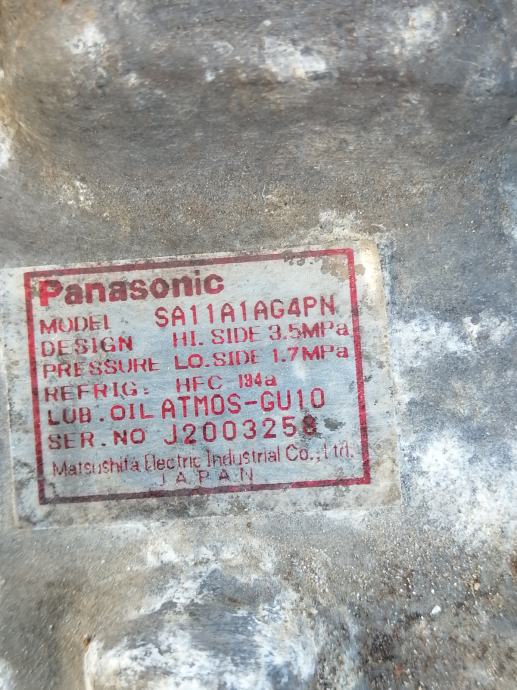 Panasonic
MODEL SA11A1AG4PN
DESIGN HI. SIDE 3.5MPa
PRESSURE LO. SIDE 1.7MPa
REFRIG: HFC 134a
LUB. OIL ATMOS-GU10
SER. NO J2003258
Matsushita Electric Industrial Co., Ltd.
JAPAN